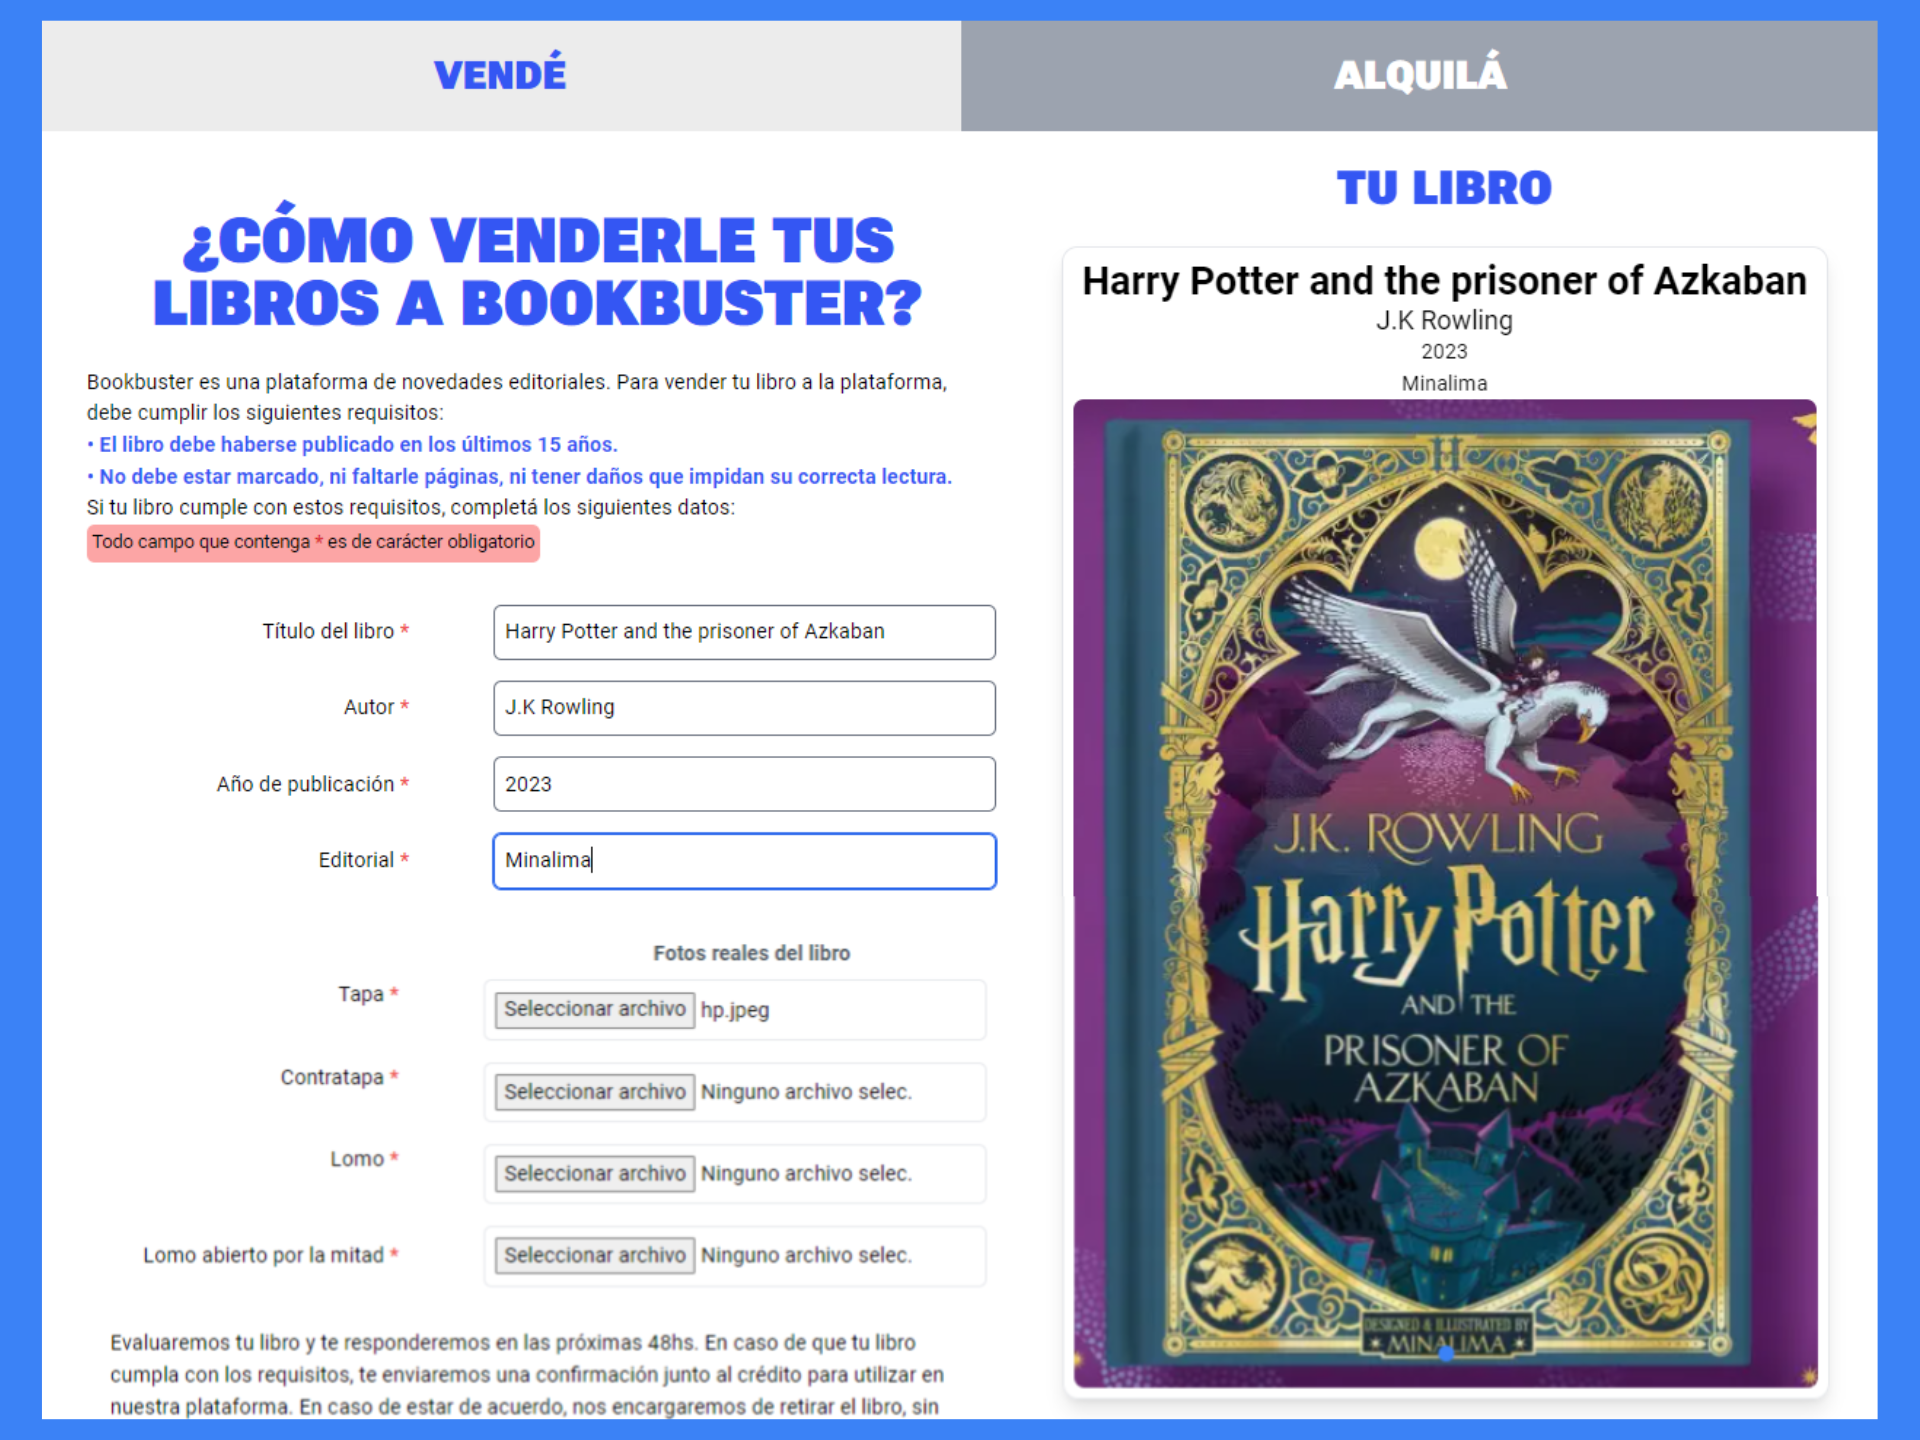 VENDÉ
ALQUILÁ
¿CÓMO VENDERLE TUS
LIBROS A BOOKBUSTER?
Bookbuster es una plataforma de novedades editoriales. Para vender tu libro a la plataforma,
debe cumplir los siguientes requisitos:
• El libro debe haberse publicado en los últimos 15 años.
• No debe estar marcado, ni faltarle páginas, ni tener daños que impidan su correcta lectura.
Si tu libro cumple con estos requisitos, completá los siguientes datos:
Todo campo que contenga * es de carácter obligatorio
Título del libro *
Harry Potter and the prisoner of Azkaban
Autor *
J.K Rowling
Año de publicación *
2023
Editorial *
Minalima
Fotos reales del libro
Tapa *
Seleccionar archivo hp.jpeg
Contratapa *
Seleccionar archivo Ninguno archivo selec.
Lomo *
Seleccionar archivo Ninguno archivo selec.
Lomo abierto por la mitad *
Seleccionar archivo Ninguno archivo selec.
Evaluaremos tu libro y te responderemos en las próximas 48hs. En caso de que tu libro
cumpla con los requisitos, te enviaremos una confirmación junto al crédito para utilizar en
nuestra plataforma. En caso de estar de acuerdo, nos encargaremos de retirar el libro, sin
TU LIBRO
Harry Potter and the prisoner of Azkaban
J.K Rowling
2023
Minalima
H
J.K. ROWLING
Harry Potter
AND THE
PRISONER OF
AZKABAN
DESIGNED & ILLUSTRATED BY
MINALIMA